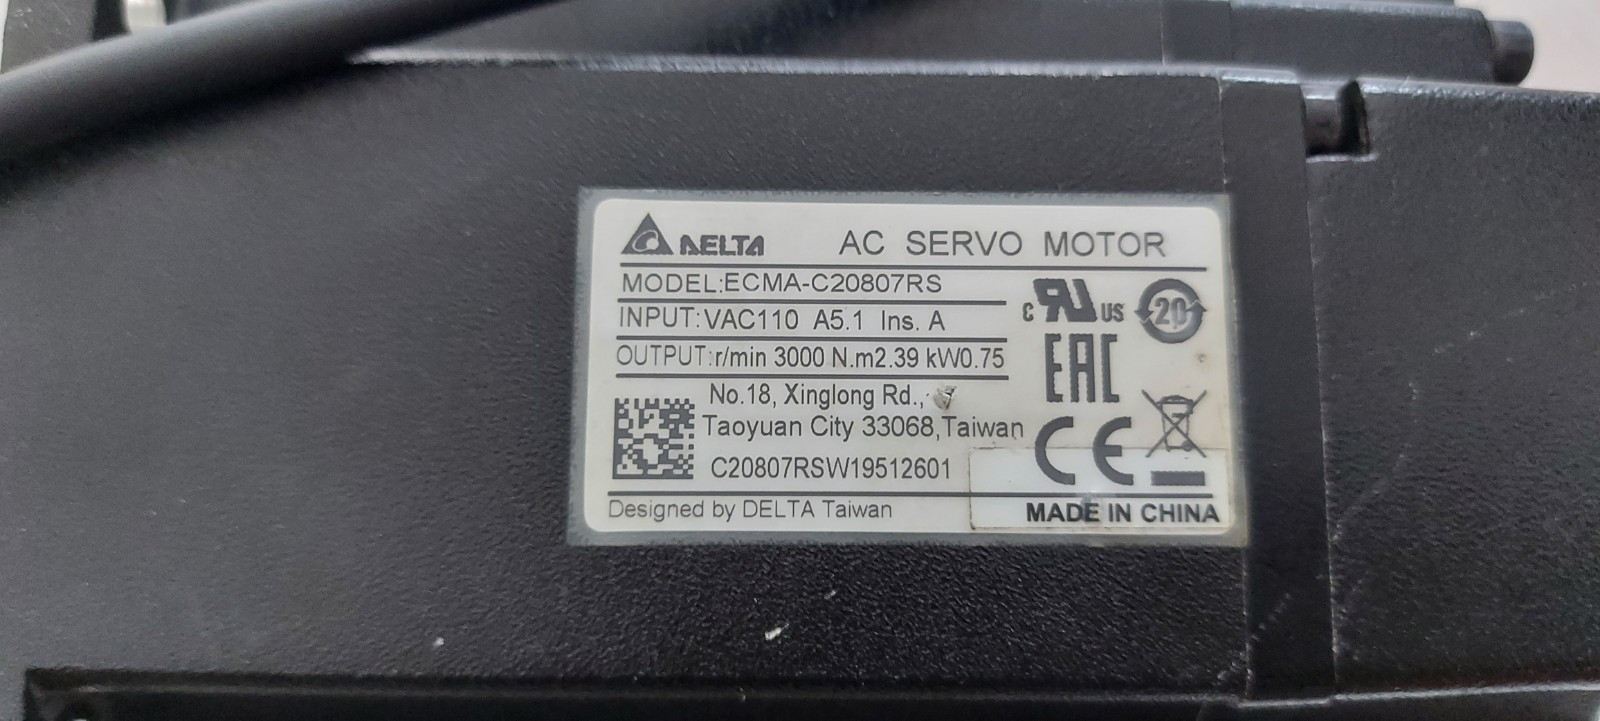 DELTA AC SERVO MOTOR
MODEL:ECMA-C20807RS
INPUT:VAC110 A5.1 Ins. A
OUTPUT:r/min 3000 N.m2.39 kW0.75
c RU US 20
EAC
No.18, Xinglong Rd.,
Taoyuan City 33068,Taiwan
CE
C20807RSW19512601
Designed by DELTA Taiwan MADE IN CHINA